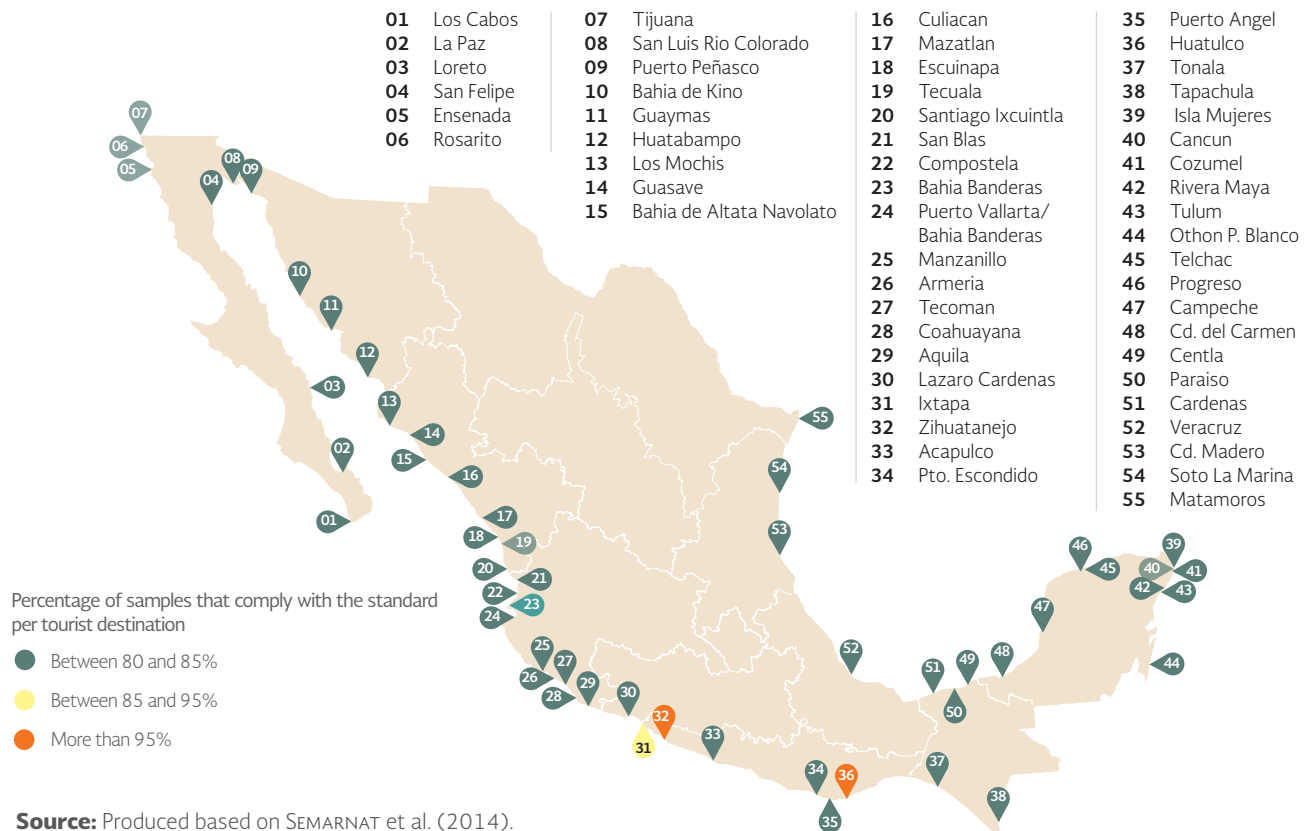 01 Los Cabos
02 La Paz
03 Loreto
04 San Felipe
05 Ensenada
06 Rosarito
07 Tijuana
08 San Luis Rio Colorado
09 Puerto Peñasco
10 Bahia de Kino
11 Guaymas
12 Huatabampo
13 Los Mochis
14 Guasave
15 Bahia de Altata Navolato
16 Culiacan
17 Mazatlan
18 Escuinapa
19 Tecuala
20 Santiago Ixcuintla
21 San Blas
22 Compostela
23 Bahia Banderas
24 Puerto Vallarta/
Bahia Banderas
25 Manzanillo
26 Armeria
27 Tecoman
28 Coahuayana
29 Aquila
30 Lazaro Cardenas
31 Ixtapa
32 Zihuatanejo
33 Acapulco
34 Pto. Escondido
35 Puerto Angel
36 Huatulco
37 Tonala
38 Tapachula
39 Isla Mujeres
40 Cancun
41 Cozumel
42 Rivera Maya
43 Tulum
44 Othon P. Blanco
45 Telchac
46 Progreso
47 Campeche
48 Cd. del Carmen
49 Centla
50 Paraiso
51 Cardenas
52 Veracruz
53 Cd. Madero
54 Soto La Marina
55 Matamoros
07
06
05
08
04
09
10
11
12
03
13
14
15
02
16
01
17
18
19
20
21
22
23
24
25
27
26
28
29
30
32
31
33
34
36
35
37
38
55
54
53
52
51
49
48
50
47
46
45
39
40
41
42
43
44
Percentage of samples that comply with the standard
per tourist destination
Between 80 and 85%
Between 85 and 95%
More than 95%
Source: Produced based on SEMARNAT et al. (2014).